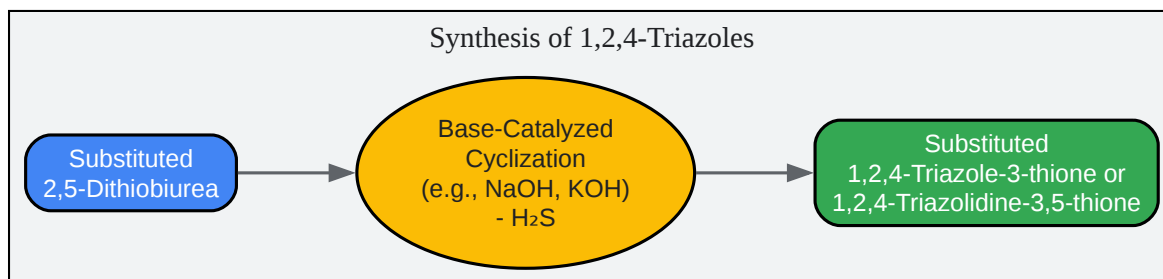 Synthesis of 1,2,4-Triazoles
Substituted
2,5-Dithiobiurea
Base-Catalyzed
Cyclization
(e.g., NaOH, KOH)
- H₂S
Substituted
1,2,4-Triazole-3-thione or
1,2,4-Triazolidine-3,5-thione